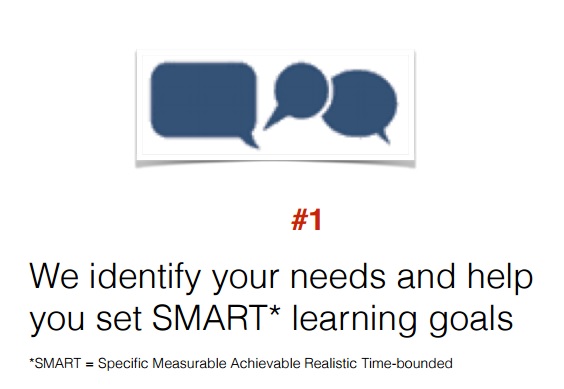 #1
We identify your needs and help
you set SMART* learning goals
*SMART = Specific Measurable Achievable Realistic Time-bounded